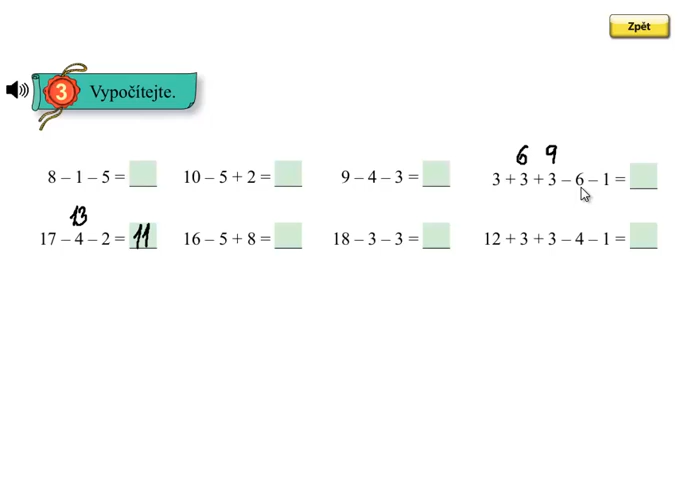 Zpět
3 Vypočítejte.
6 9
8 – 1 – 5 = 10 – 5 + 2 = 9 – 4 – 3 = 3 + 3 + 3 – 6 – 1 =
13
17 – 4 – 2 = 11 16 – 5 + 8 = 18 – 3 – 3 = 12 + 3 + 3 – 4 – 1 =